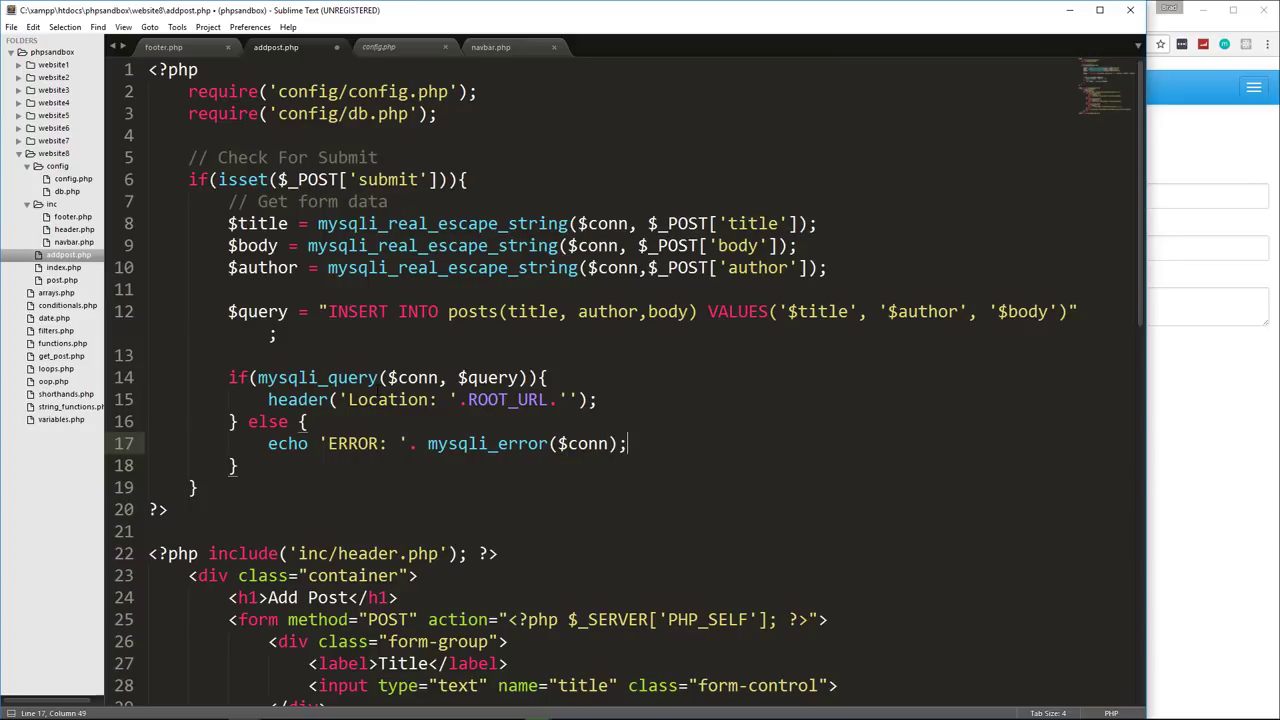 C:\xampp\htdocs\phpsandbox\website8\addpost.php • (phpsandbox) - Sublime Text (UNREGISTERED)
Brad
File Edit Selection Find View Goto Tools Project Preferences Help
FOLDERS
phpsandbox
website1
website2
website3
website4
website5
website6
website7
website8
config
config.php
db.php
inc
footer.php
header.php
navbar.php
addpost.php
index.php
post.php
arrays.php
conditionals.php
date.php
filters.php
functions.php
get_post.php
loops.php
oop.php
shorthands.php
string_functions.php
variables.php
footer.php addpost.php config.php navbar.php
1 <?php
2 require('config/config.php');
3 require('config/db.php');
4
5 // Check For Submit
6 if(isset($_POST['submit'])){
7 // Get form data
8 $title = mysqli_real_escape_string($conn, $_POST['title']);
9 $body = mysqli_real_escape_string($conn, $_POST['body']);
10 $author = mysqli_real_escape_string($conn,$_POST['author']);
11
12 $query = "INSERT INTO posts(title, author,body) VALUES('$title', '$author', '$body')"
;
13
14 if(mysqli_query($conn, $query)){
15 header('Location: '.ROOT_URL.'');
16 } else {
17 echo 'ERROR: '. mysqli_error($conn);
18 }
19 }
20 ?>
21
22 <?php include('inc/header.php'); ?>
23 <div class="container">
24 <h1>Add Post</h1>
25 <form method="POST" action="<?php $_SERVER['PHP_SELF']; ?>">
26 <div class="form-group">
27 <label>Title</label>
28 <input type="text" name="title" class="form-control">
29 </div>
Line 17, Column 49 Tab Size: 4 PHP